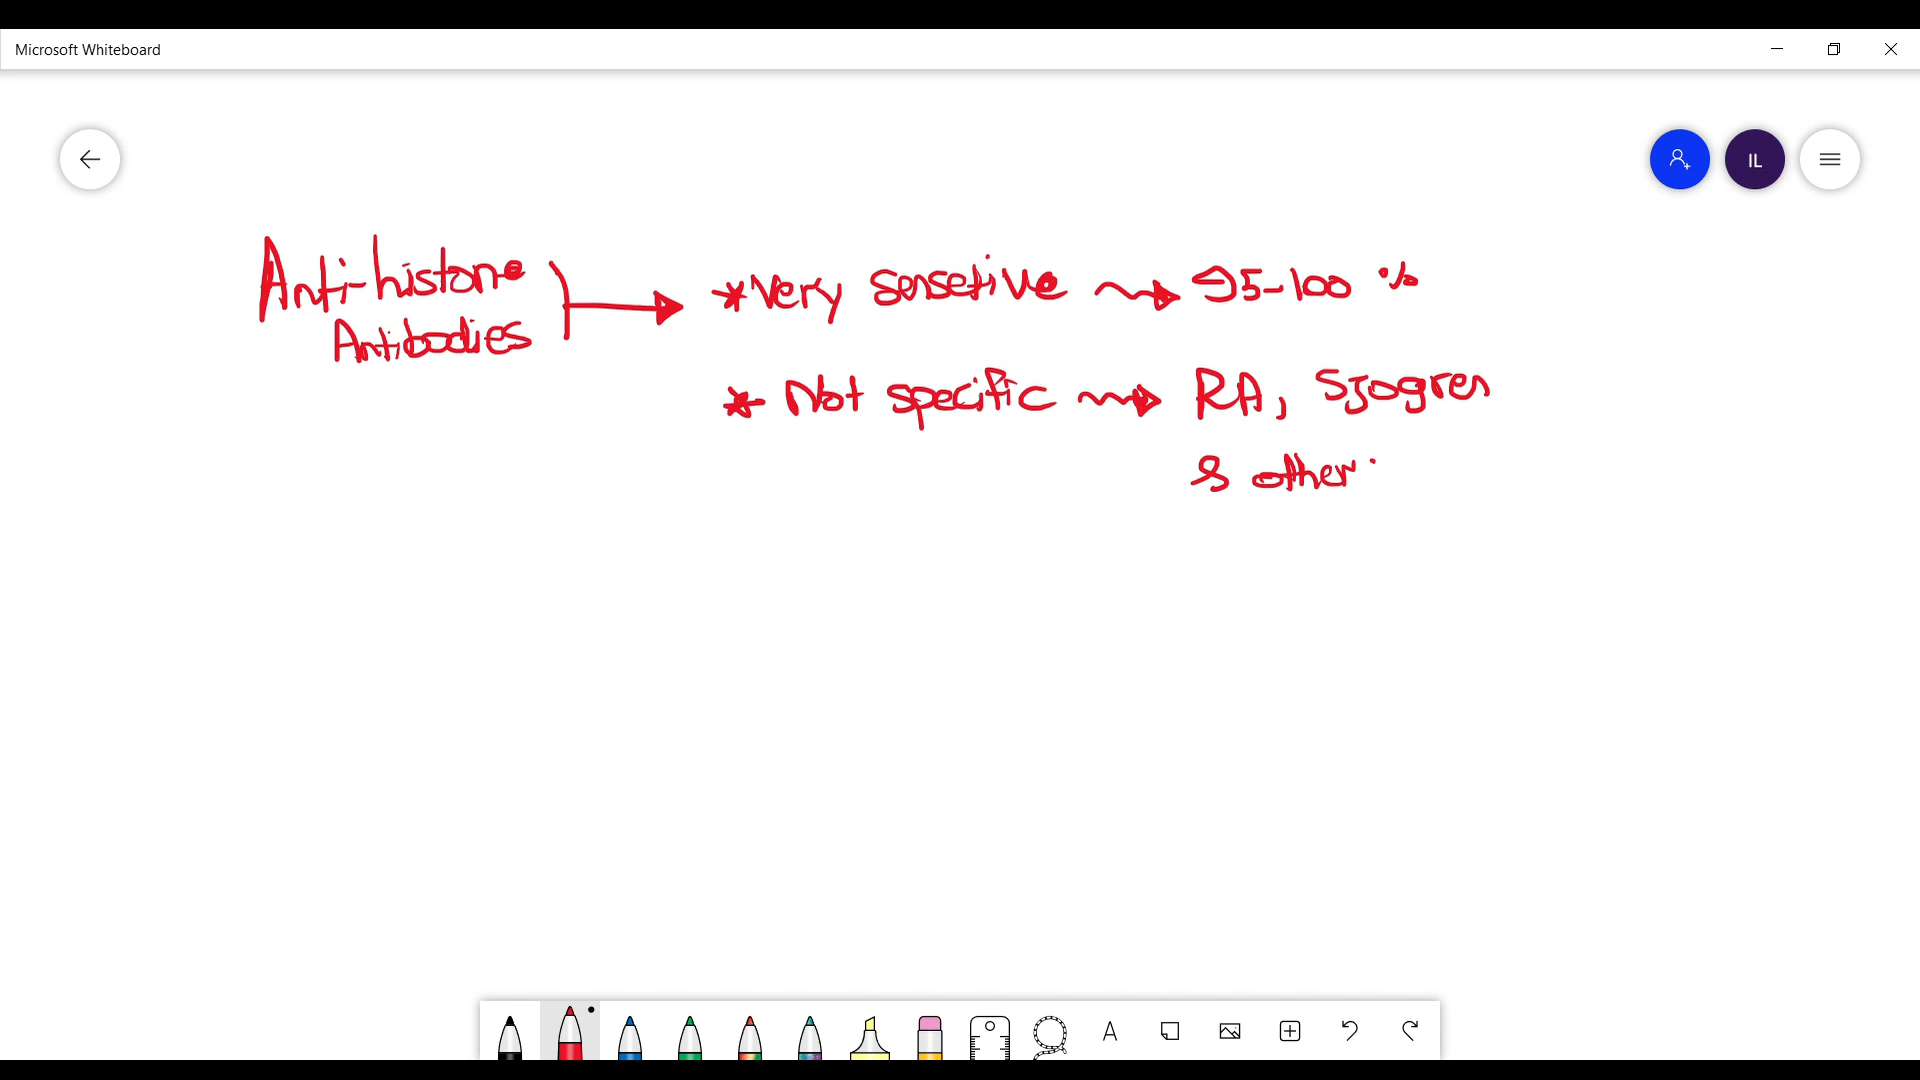 Microsoft Whiteboard
IL
Anti-histone
Antibodies
*Very sensetive → 95-100 %
* Not specific → RA, Sjogren
& other.
A